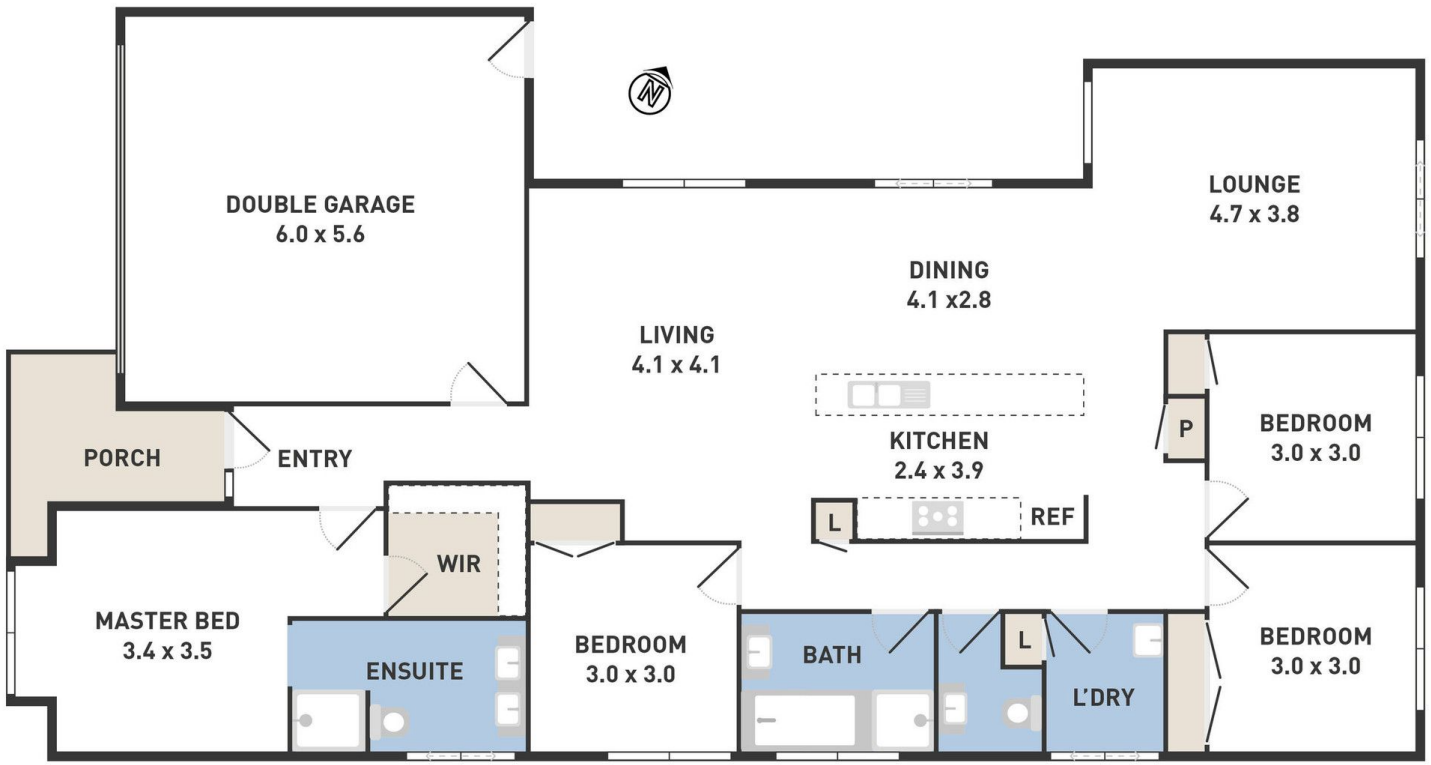 DOUBLE GARAGE
6.0 x 5.6
N
LOUNGE
4.7 x 3.8
DINING
4.1 x2.8
LIVING
4.1 x 4.1
PORCH
ENTRY
KITCHEN
2.4 x 3.9
P
BEDROOM
3.0 x 3.0
L
REF
WIR
MASTER BED
3.4 x 3.5
ENSUITE
BEDROOM
3.0 x 3.0
BATH
L
L'DRY
BEDROOM
3.0 x 3.0